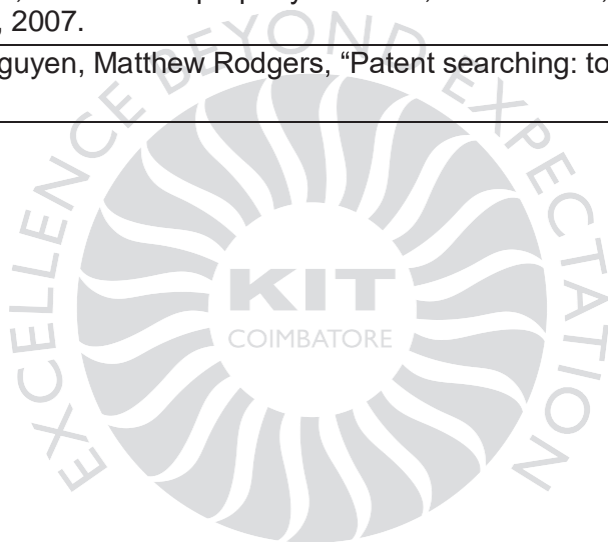 , 2007.
guyen, Matthew Rodgers, “Patent searching: to
EXCELLENCE BEYOND EXPECTATION
KIT
COIMBATORE